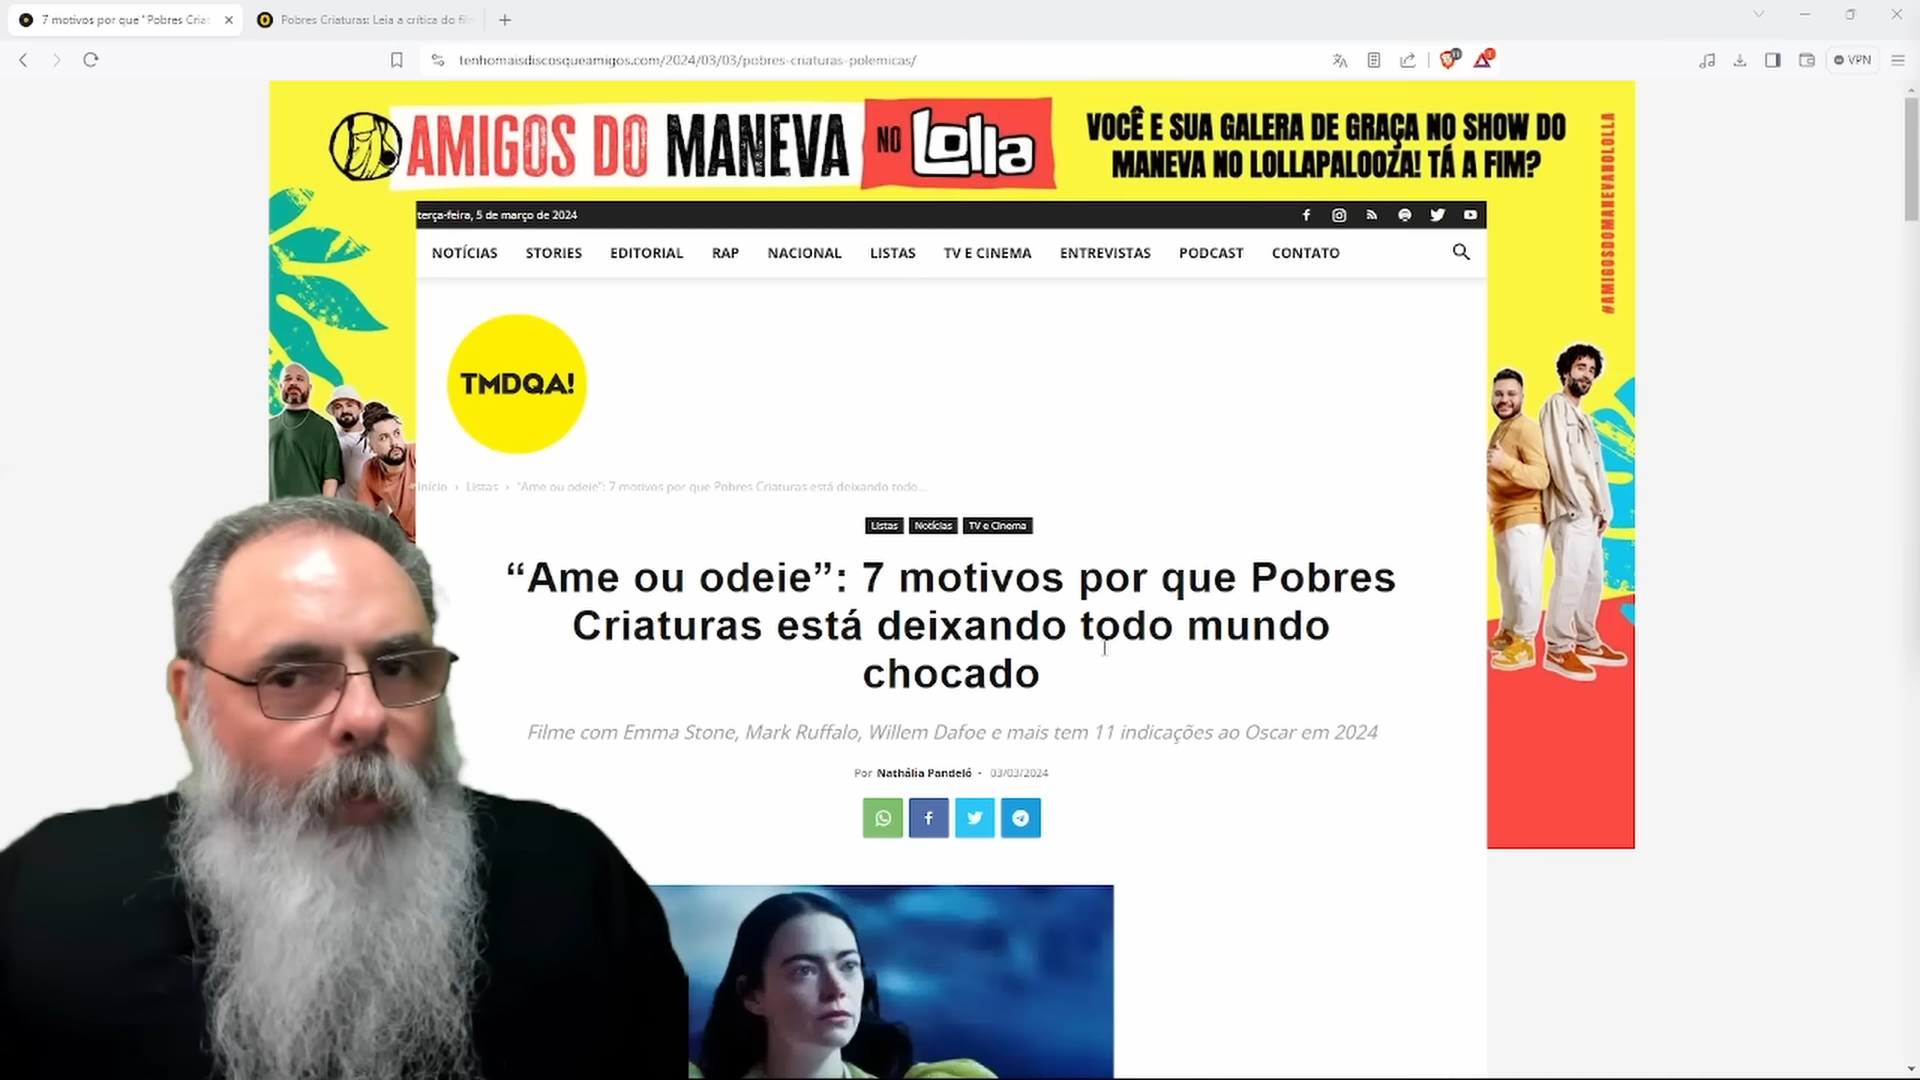 7 motivos por que "Pobres Cria
Pobres Criaturas: Leia a crítica do fil
tenhomaisdiscosqueamigos.com/2024/03/03/pobres-criaturas-polemicas/
VPN
AMIGOS DO MANEVA NO Lolla
VOCÊ E SUA GALERA DE GRAÇA NO SHOW DO
MANEVA NO LOLLAPALOOZA! TÁ A FIM?
#AMIGOSDOMANEVANOLOLLA
terça-feira, 5 de março de 2024
NOTÍCIAS STORIES EDITORIAL RAP NACIONAL LISTAS TV E CINEMA ENTREVISTAS PODCAST CONTATO
TMDQA!
Início › Listas › "Ame ou odeie": 7 motivos por que Pobres Criaturas está deixando todo...
Listas Notícias TV e Cinema
“Ame ou odeie”: 7 motivos por que Pobres
Criaturas está deixando todo mundo
chocado
Filme com Emma Stone, Mark Ruffalo, Willem Dafoe e mais tem 11 indicações ao Oscar em 2024
Por Nathália Pandeló - 03/03/2024